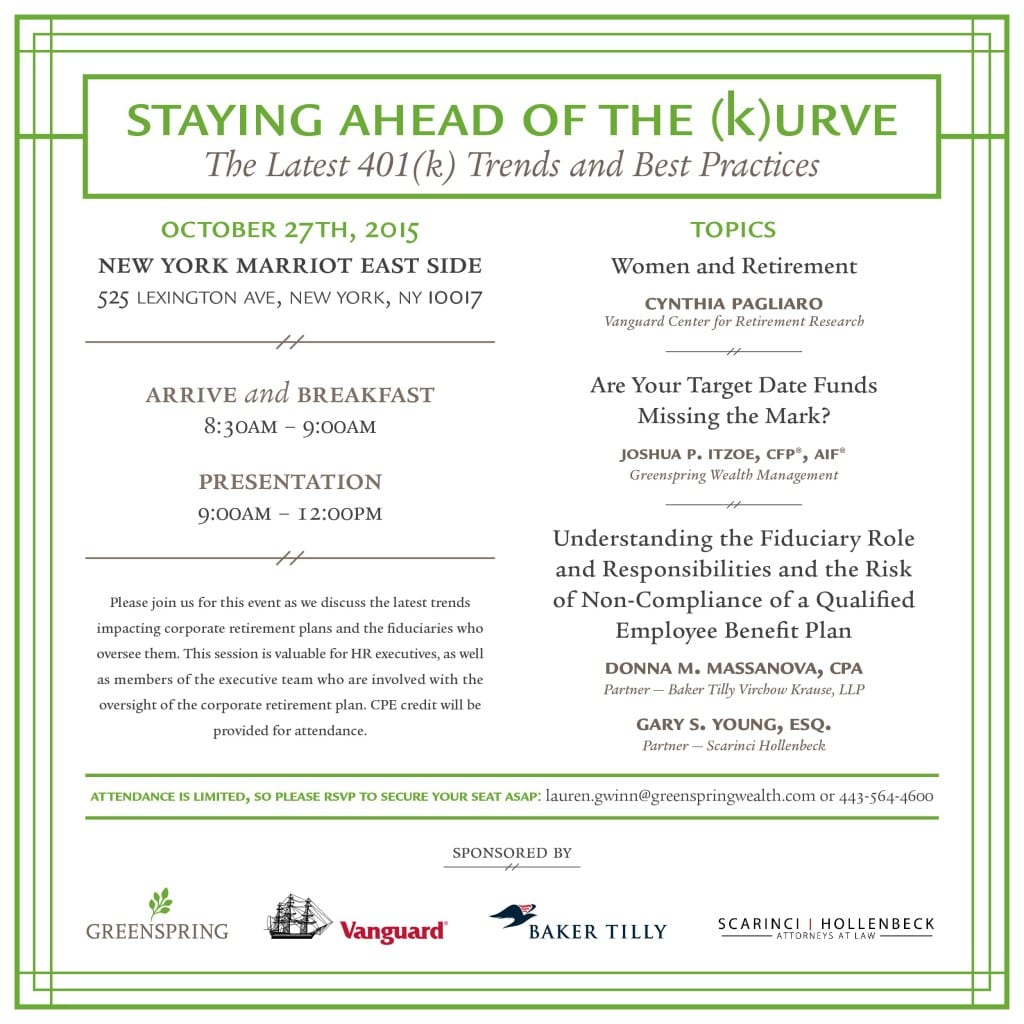 STAYING AHEAD OF THE (k)URVE
The Latest 401(k) Trends and Best Practices
OCTOBER 27TH, 2015
NEW YORK MARRIOT EAST SIDE
525 LEXINGTON AVE, NEW YORK, NY 10017
ARRIVE and BREAKFAST
8:30AM – 9:00AM
PRESENTATION
9:00AM – 12:00PM
Please join us for this event as we discuss the latest trends
impacting corporate retirement plans and the fiduciaries who
oversee them. This session is valuable for HR executives, as well
as members of the executive team who are involved with the
oversight of the corporate retirement plan. CPE credit will be
provided for attendance.
TOPICS
Women and Retirement
CYNTHIA PAGLIARO
Vanguard Center for Retirement Research
Are Your Target Date Funds
Missing the Mark?
JOSHUA P. ITZOE, CFP®, AIF®
Greenspring Wealth Management
Understanding the Fiduciary Role
and Responsibilities and the Risk
of Non-Compliance of a Qualified
Employee Benefit Plan
DONNA M. MASSANOVA, CPA
Partner — Baker Tilly Virchow Krause, LLP
GARY S. YOUNG, ESQ.
Partner — Scarinci Hollenbeck
ATTENDANCE IS LIMITED, SO PLEASE RSVP TO SECURE YOUR SEAT ASAP: lauren.gwinn@greenspringwealth.com or 443-564-4600
SPONSORED BY
GREENSPRING
Vanguard®
BAKER TILLY
SCARINCI | HOLLENBECK
ATTORNEYS AT LAW